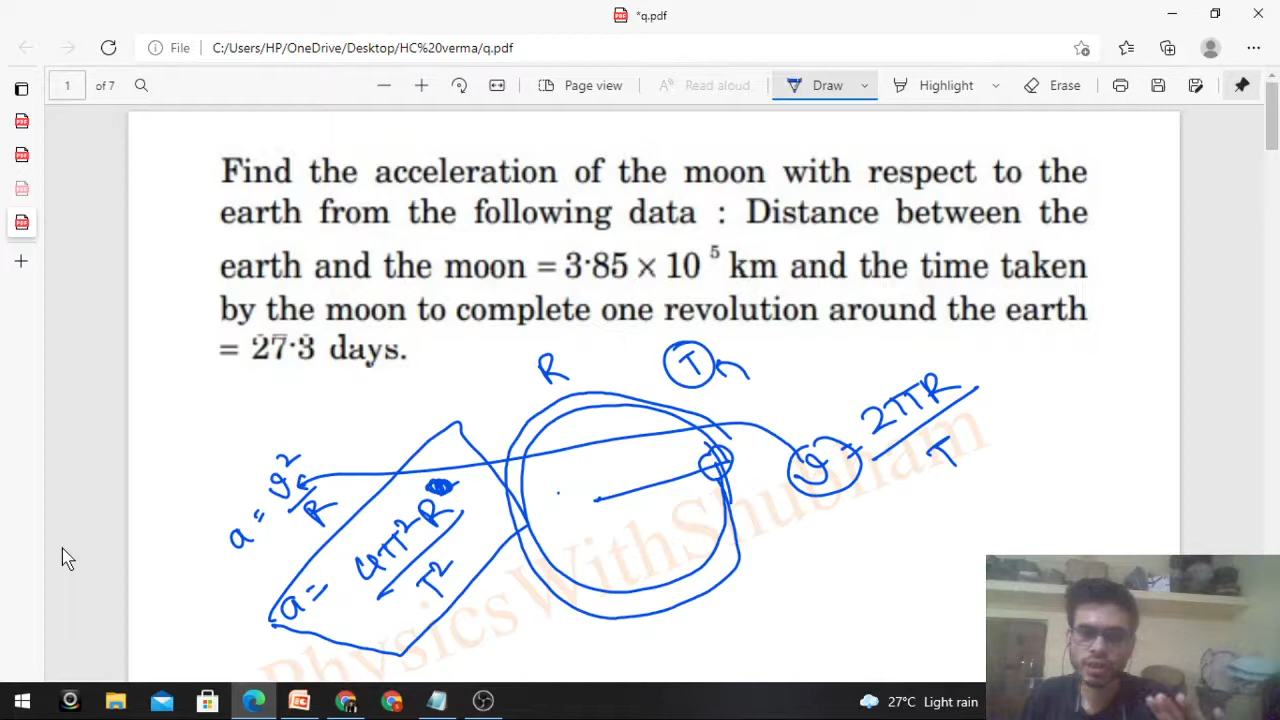 *q.pdf
File C:/Users/HP/OneDrive/Desktop/HC%20verma/q.pdf
1 of 7 Page view Read aloud Draw Highlight Erase
Find the acceleration of the moon with respect to the
earth from the following data : Distance between the
earth and the moon = 3·85 × 10⁵ km and the time taken
by the moon to complete one revolution around the earth
= 27·3 days.
R T
v = 2πR / T
a = v² / R
a = 4π²R / T²
PhysicsWithShubham
27°C Light rain